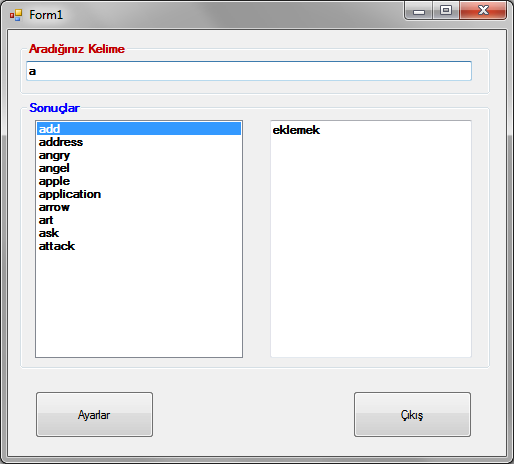 Form1
Aradığınız Kelime
a
Sonuçlar
add
address
angry
angel
apple
application
arrow
art
ask
attack
eklemek
Ayarlar
Çıkış